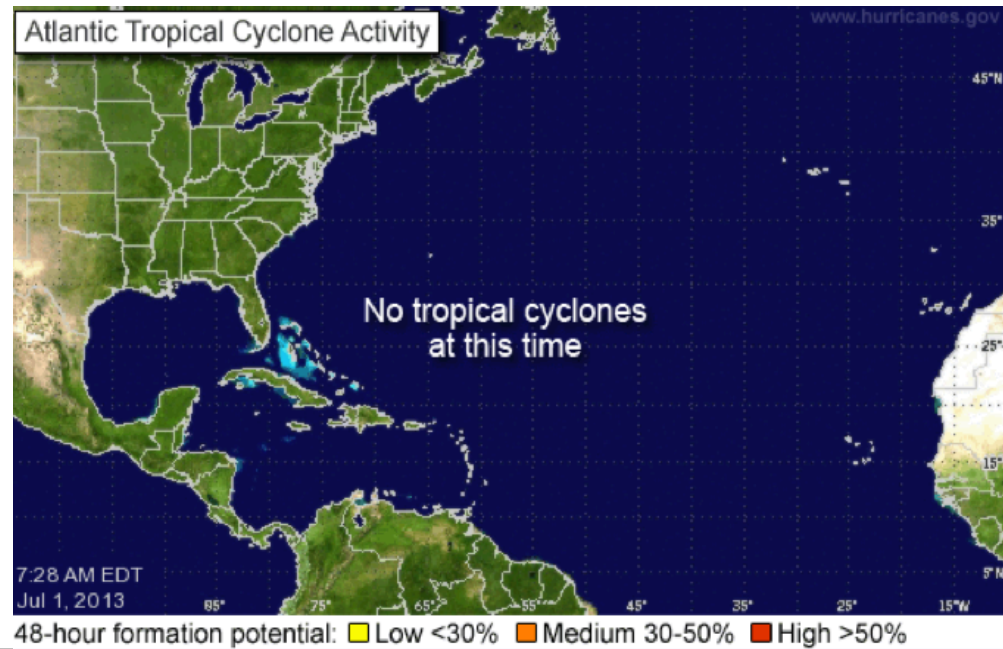 Atlantic Tropical Cyclone Activity
www.hurricanes.gov
45°N
35°
No tropical cyclones
at this time
25°
15°
5°N
7:28 AM EDT
Jul 1, 2013
85° 75° 65° 55° 45° 35° 25° 15°W
48-hour formation potential: Low <30% Medium 30-50% High >50%